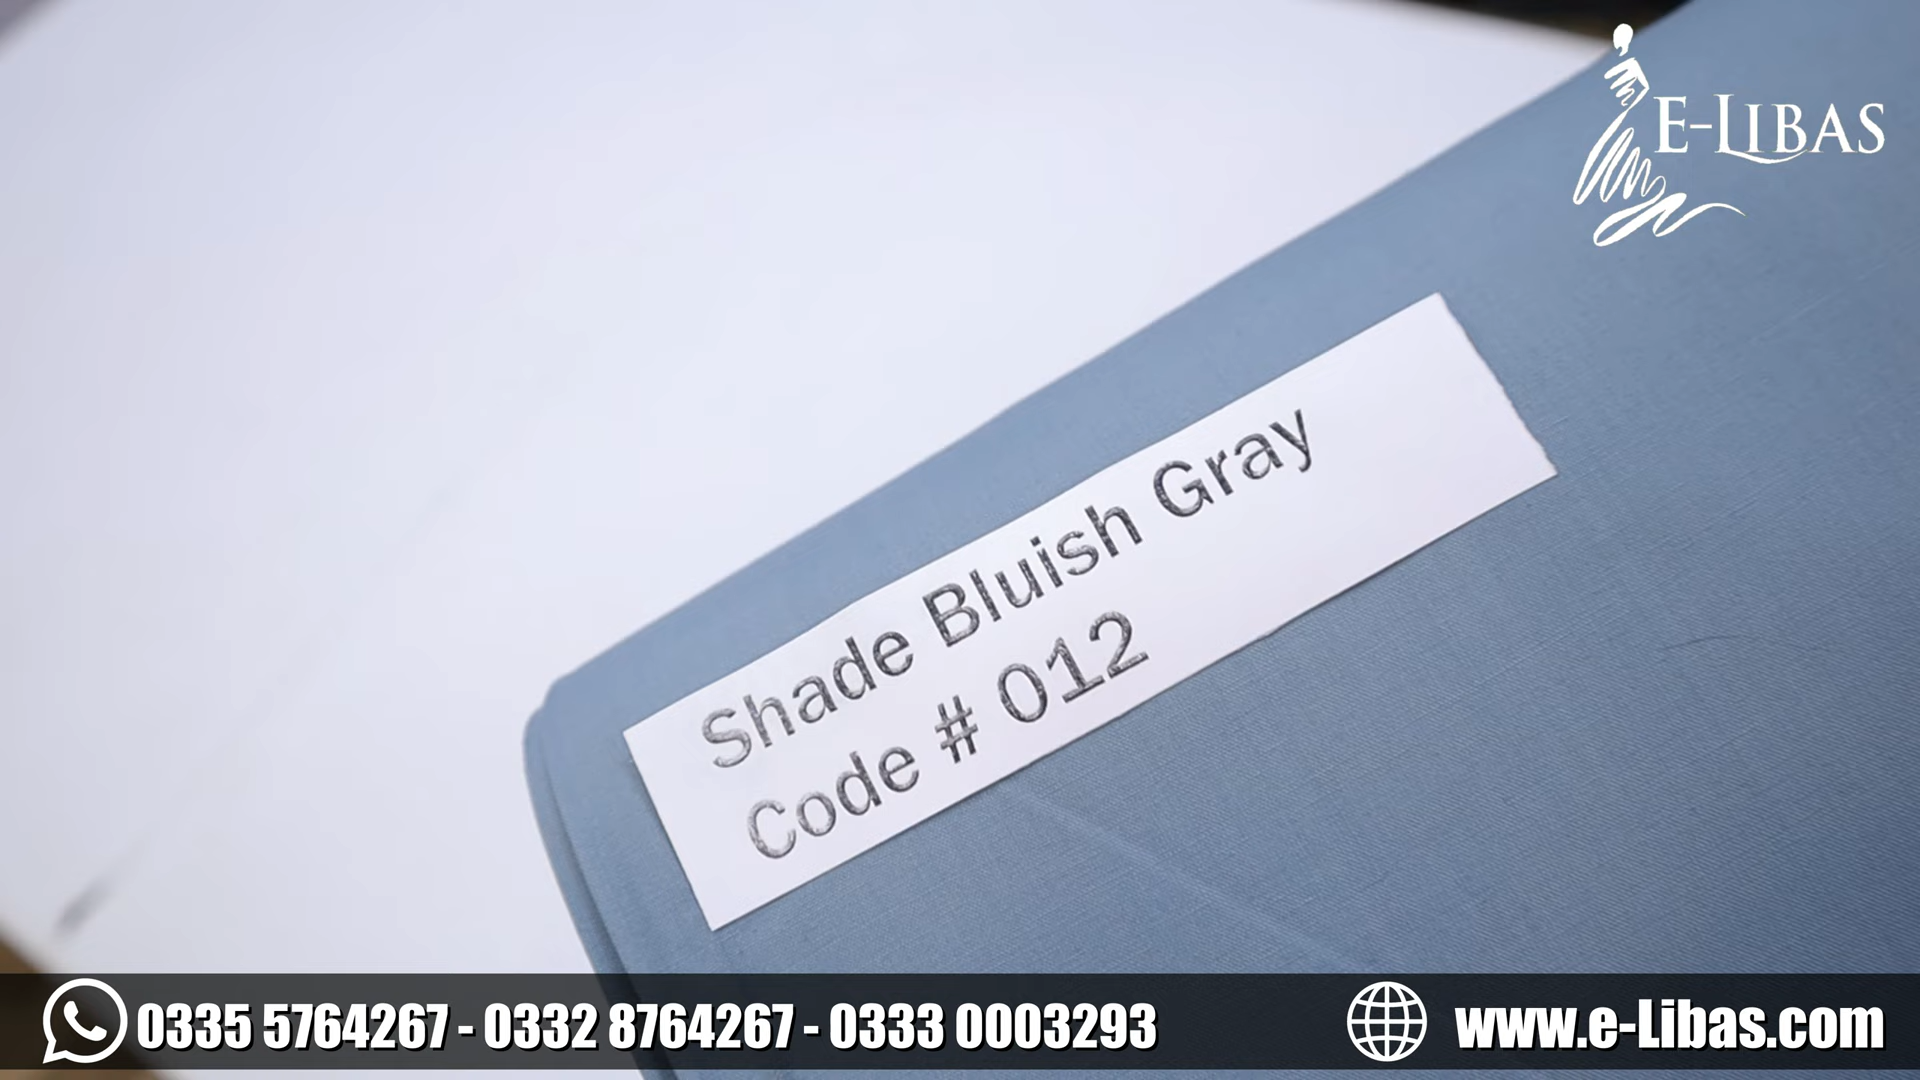 E-LIBAS
Shade Bluish Gray
Code # 012
0335 5764267 - 0332 8764267 - 0333 0003293
www.e-Libas.com